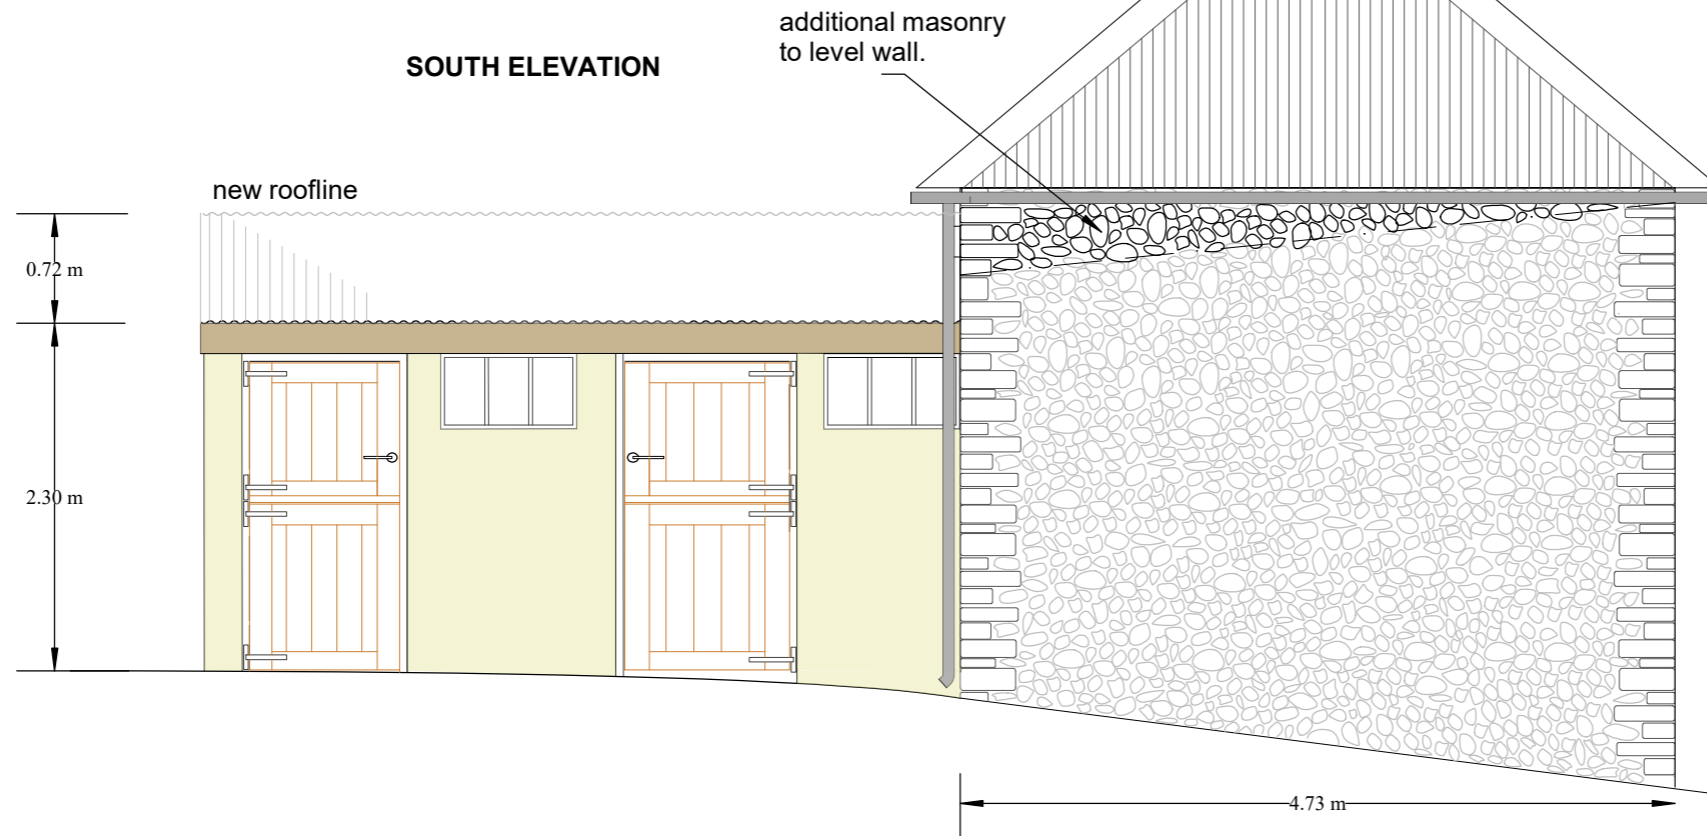 additional masonry
to level wall.
SOUTH ELEVATION
new roofline
0.72 m
2.30 m
4.73 m